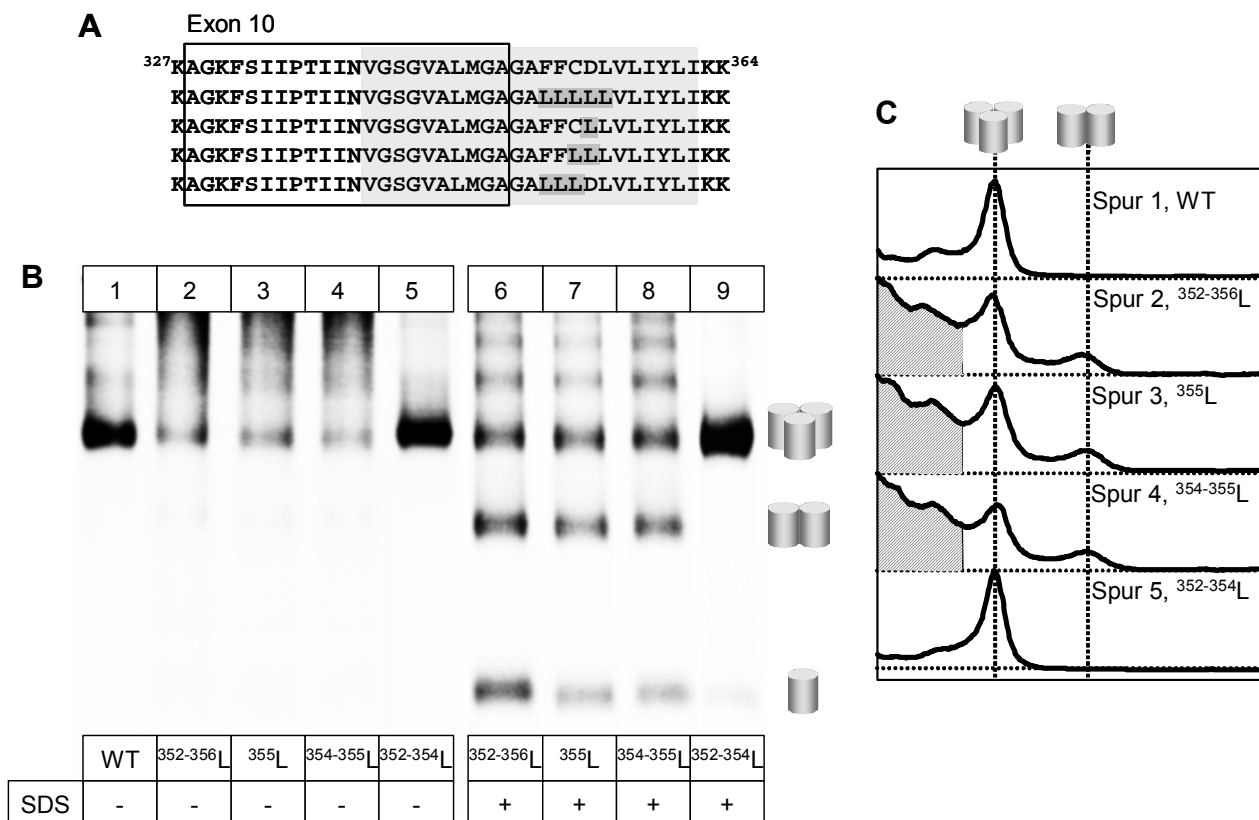 A
Exon 10
³²⁷KAGKFSIIPTIINVGSGVALMGAGAFFCDLVLIYLIKK³⁶⁴
KAGKFSIIPTIINVGSGVALMGAGALLLLLVLIYLIKK
KAGKFSIIPTIINVGSGVALMGAGAFFCLLVLIYLIKK
KAGKFSIIPTIINVGSGVALMGAGAFFLLLVLIYLIKK
KAGKFSIIPTIINVGSGVALMGAGALLLDLVLIYLIKK
B
1 2 3 4 5 6 7 8 9
WT ³⁵²⁻³⁵⁶L ³⁵⁵L ³⁵⁴⁻³⁵⁵L ³⁵²⁻³⁵⁴L ³⁵²⁻³⁵⁶L ³⁵⁵L ³⁵⁴⁻³⁵⁵L ³⁵²⁻³⁵⁴L
SDS - - - - - + + + +
C
Spur 1, WT
Spur 2, ³⁵²⁻³⁵⁶L
Spur 3, ³⁵⁵L
Spur 4, ³⁵⁴⁻³⁵⁵L
Spur 5, ³⁵²⁻³⁵⁴L